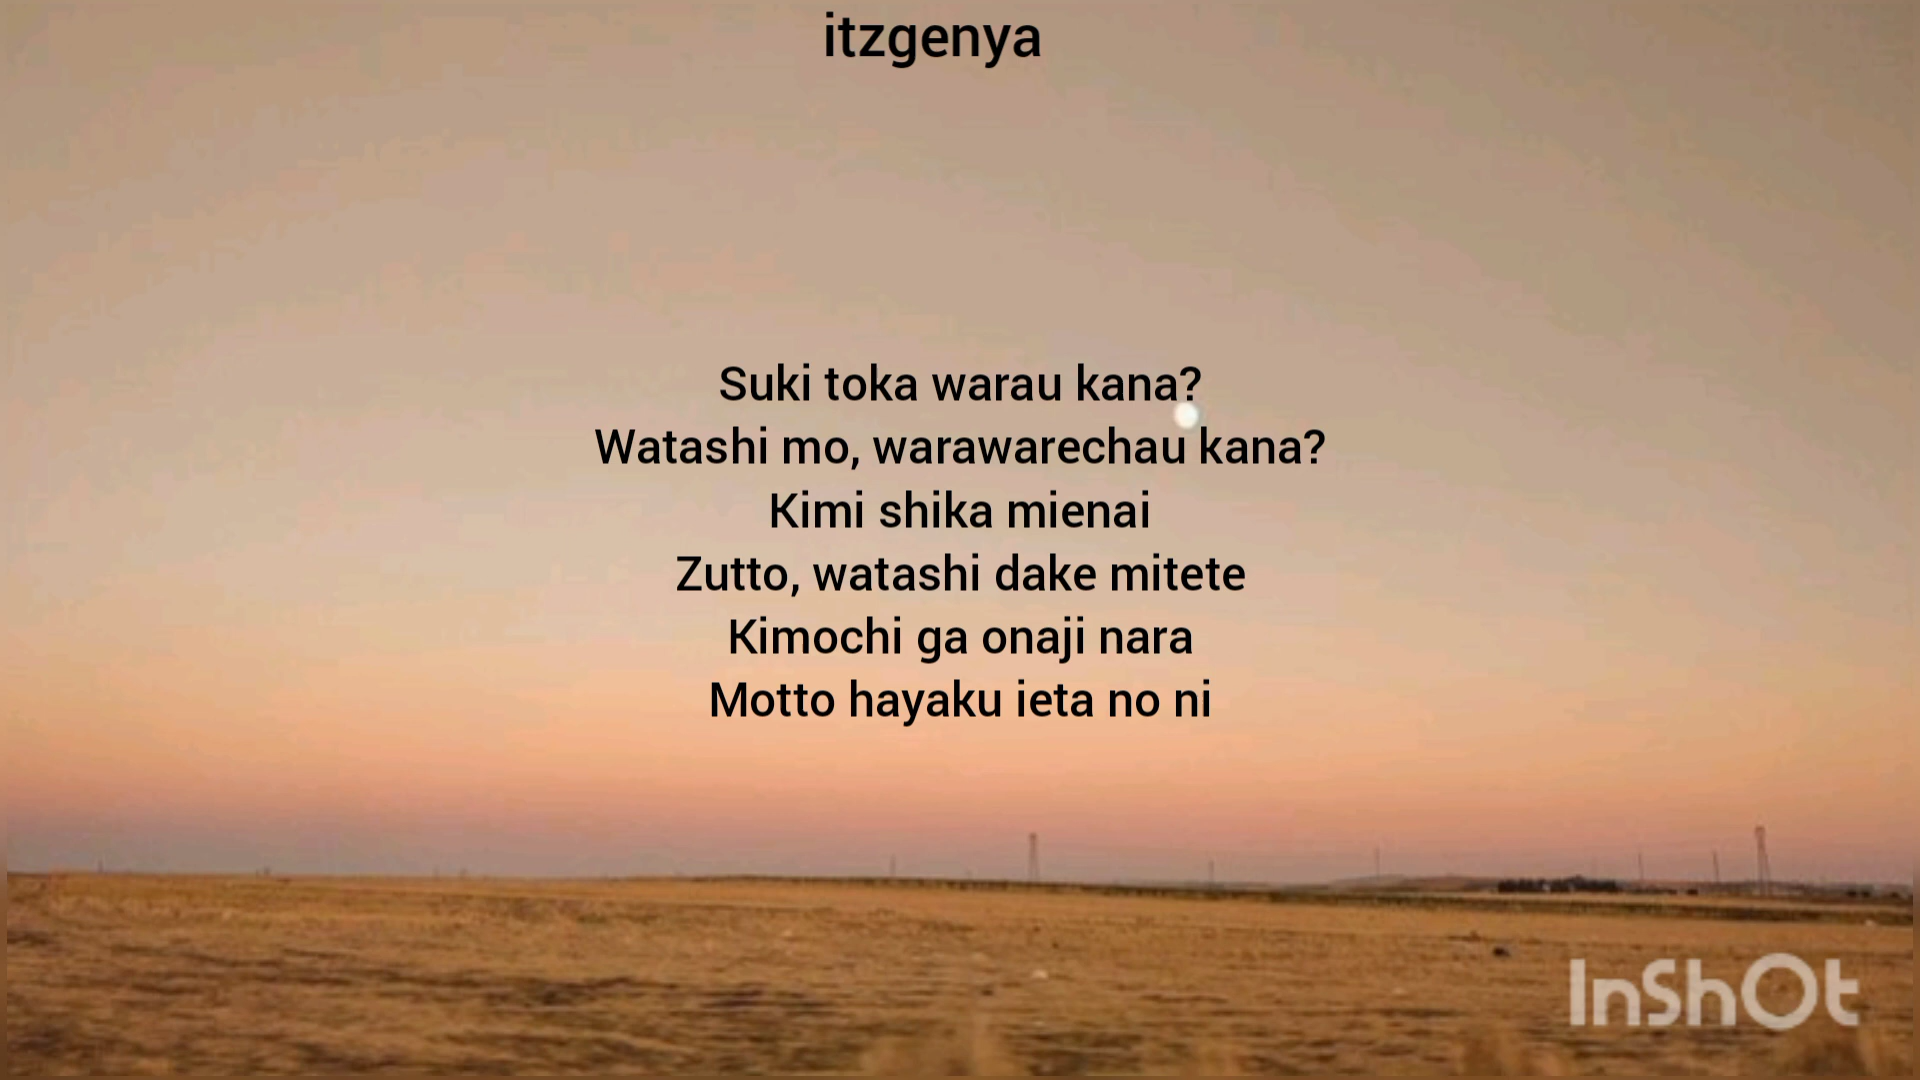 itzgenya
Suki toka warau kana?
Watashi mo, warawarechau kana?
Kimi shika mienai
Zutto, watashi dake mitete
Kimochi ga onaji nara
Motto hayaku ieta no ni
InShOt